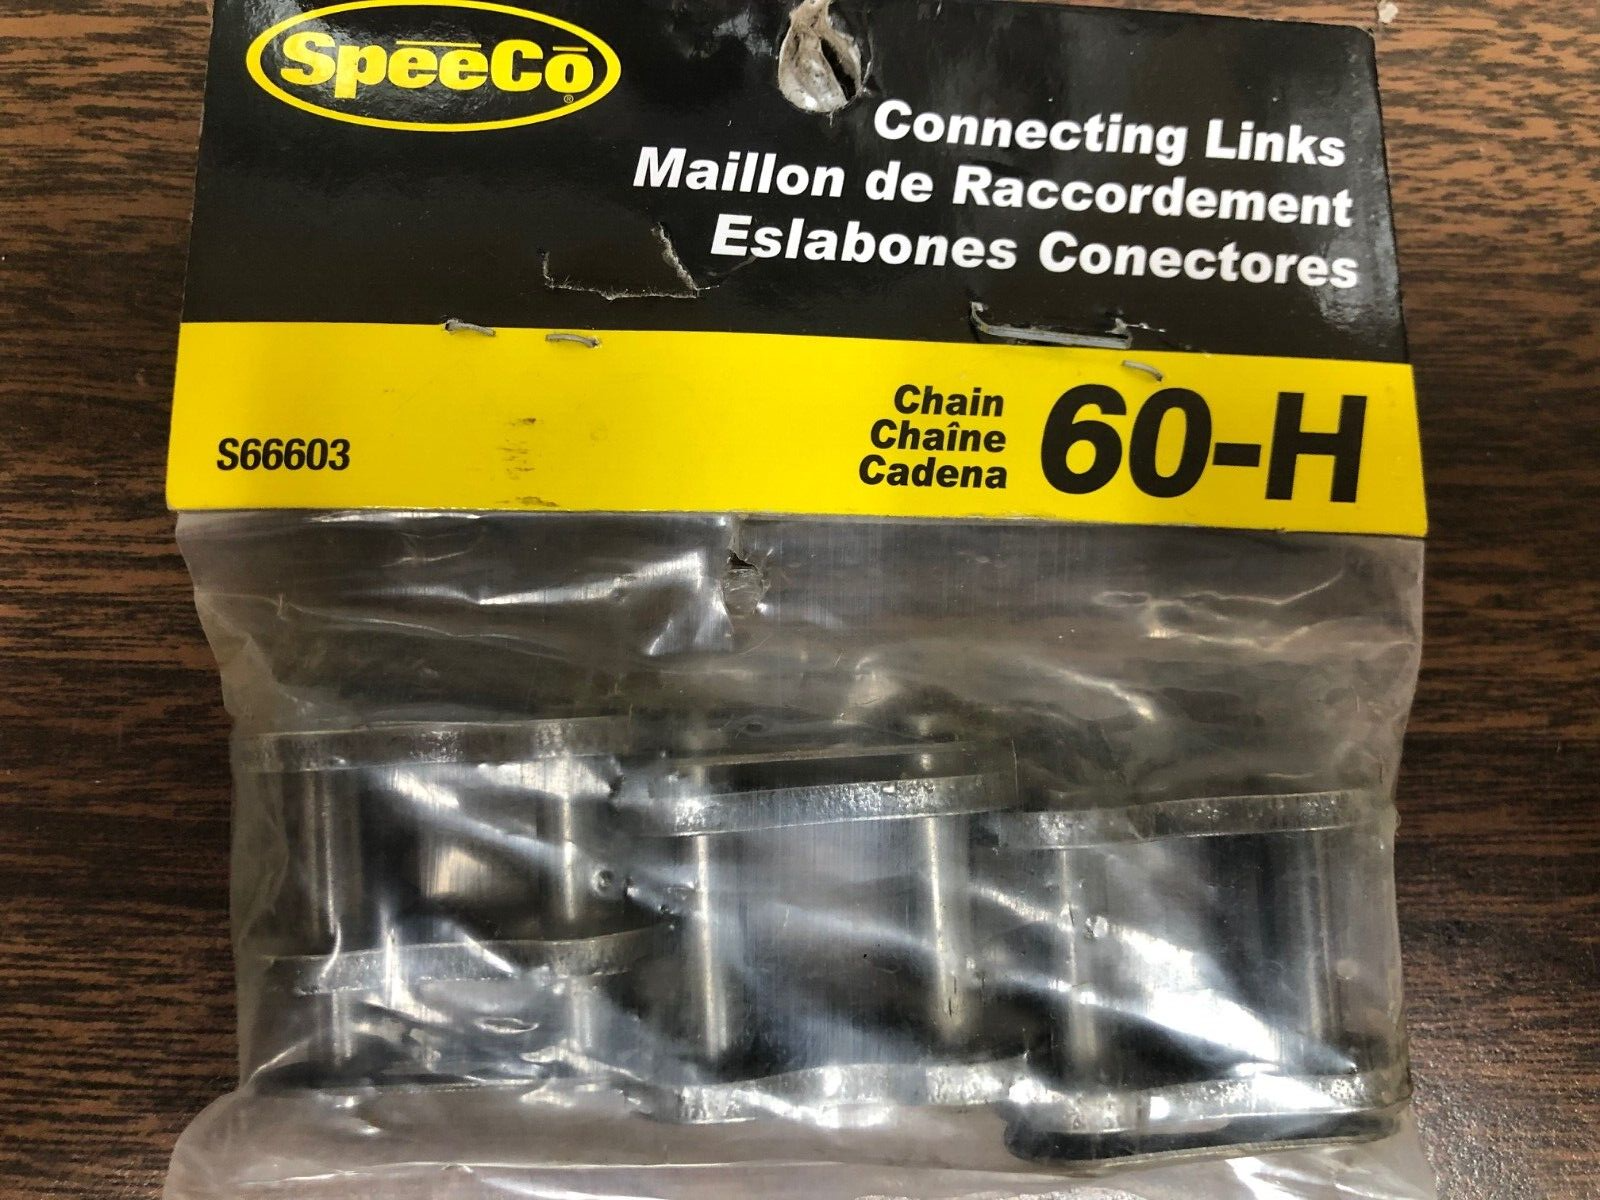 SpeeCo®
Connecting Links
Maillon de Raccordement
Eslabones Conectores
Chain
Chaîne
Cadena
60-H
S66603